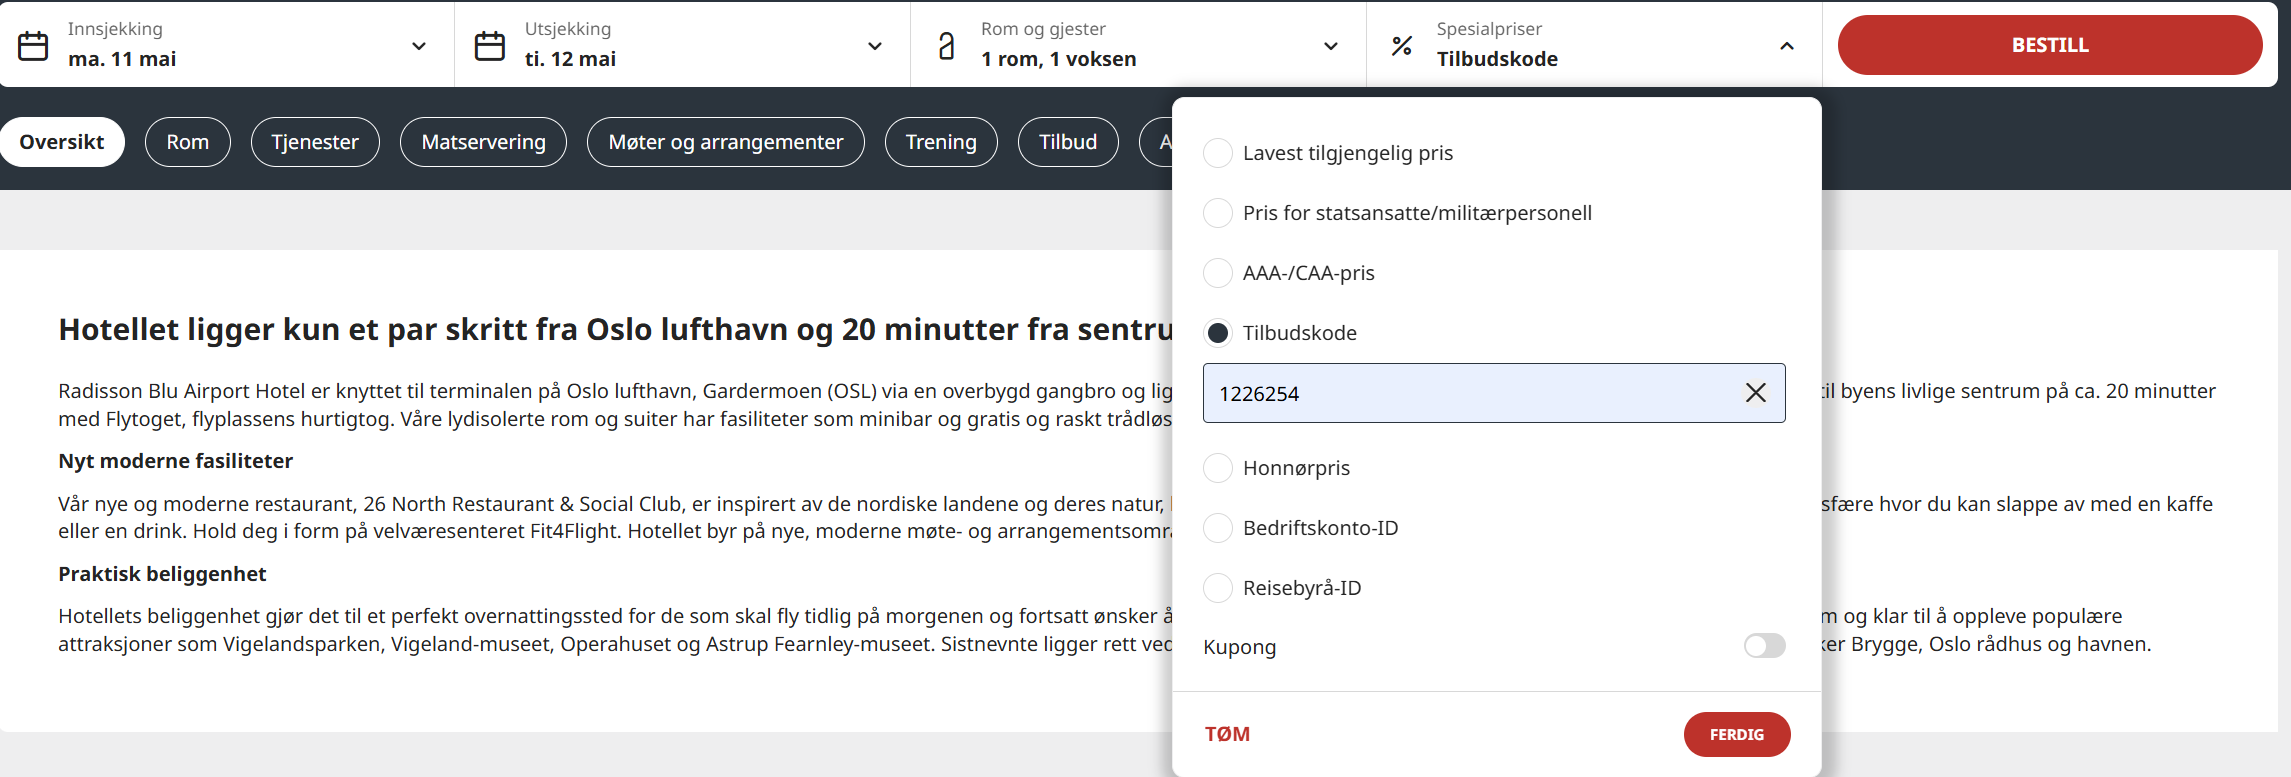 Innsjekking
ma. 11 mai
Utsjekking
ti. 12 mai
Rom og gjester
1 rom, 1 voksen
Spesialpriser
Tilbudskode
BESTILL
Oversikt
Rom
Tjenester
Matservering
Møter og arrangementer
Trening
Tilbud
A
Lavest tilgjengelig pris
Pris for statsansatte/militærpersonell
AAA-/CAA-pris
Tilbudskode
1226254
Honnørpris
Bedriftskonto-ID
Reisebyrå-ID
Kupong
TØM
FERDIG
Hotellet ligger kun et par skritt fra Oslo lufthavn og 20 minutter fra sentru
Radisson Blu Airport Hotel er knyttet til terminalen på Oslo lufthavn, Gardermoen (OSL) via en overbygd gangbro og lig til byens livlige sentrum på ca. 20 minutter
med Flytoget, flyplassens hurtigtog. Våre lydisolerte rom og suiter har fasiliteter som minibar og gratis og raskt trådløs
Nyt moderne fasiliteter
Vår nye og moderne restaurant, 26 North Restaurant & Social Club, er inspirert av de nordiske landene og deres natur, sfære hvor du kan slappe av med en kaffe
eller en drink. Hold deg i form på velværesenteret Fit4Flight. Hotellet byr på nye, moderne møte- og arrangementsområ
Praktisk beliggenhet
Hotellets beliggenhet gjør det til et perfekt overnattingssted for de som skal fly tidlig på morgenen og fortsatt ønsker å m og klar til å oppleve populære
attraksjoner som Vigelandsparken, Vigeland-museet, Operahuset og Astrup Fearnley-museet. Sistnevnte ligger rett ved ker Brygge, Oslo rådhus og havnen.